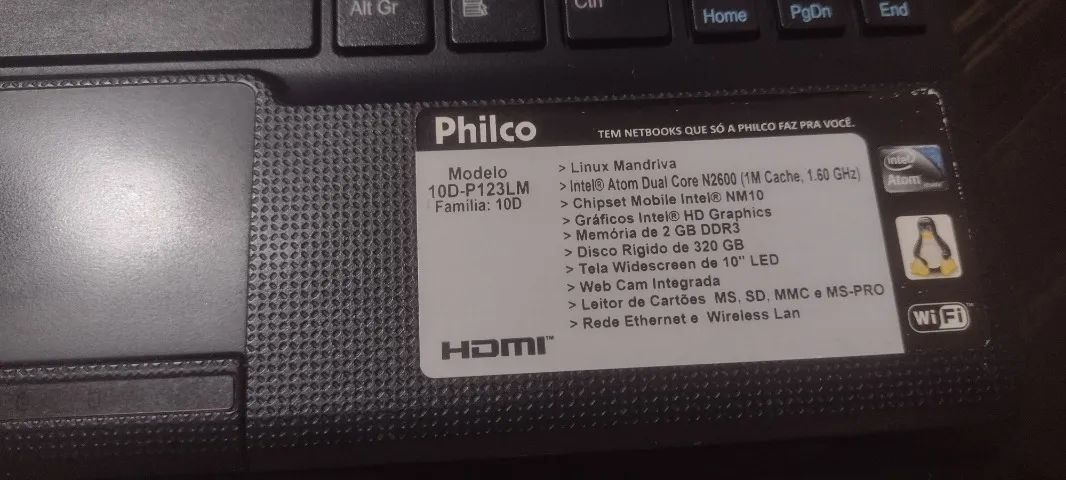 Alt Gr
Ctrl
Home
PgDn
End
Philco
TEM NETBOOKS QUE SÓ A PHILCO FAZ PRA VOCÊ.
Modelo
10D-P123LM
Família: 10D
> Linux Mandriva
> Intel® Atom Dual Core N2600 (1M Cache, 1.60 GHz)
> Chipset Mobile Intel® NM10
> Gráficos Intel® HD Graphics
> Memória de 2 GB DDR3
> Disco Rígido de 320 GB
> Tela Widescreen de 10" LED
> Web Cam Integrada
> Leitor de Cartões MS, SD, MMC e MS-PRO
> Rede Ethernet e Wireless Lan
HDMI™
intel
Atom
WiFi